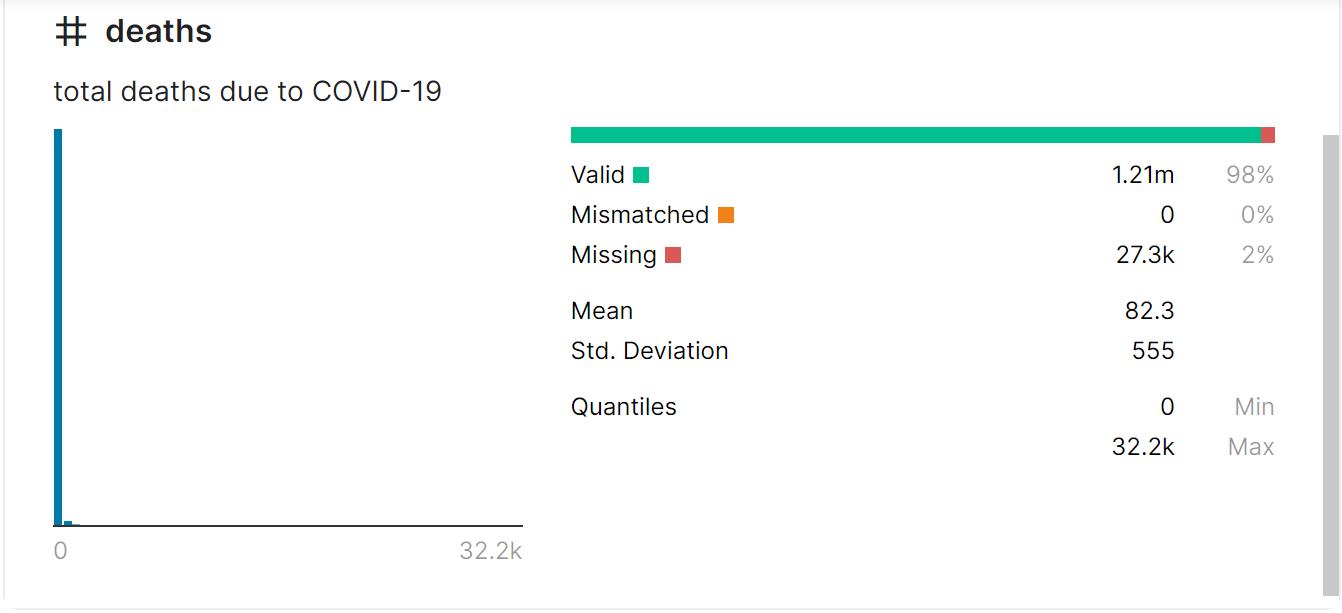 # deaths
total deaths due to COVID-19
Valid 1.21m 98%
Mismatched 0 0%
Missing 27.3k 2%
Mean 82.3
Std. Deviation 555
Quantiles 0 Min
32.2k Max
0 32.2k